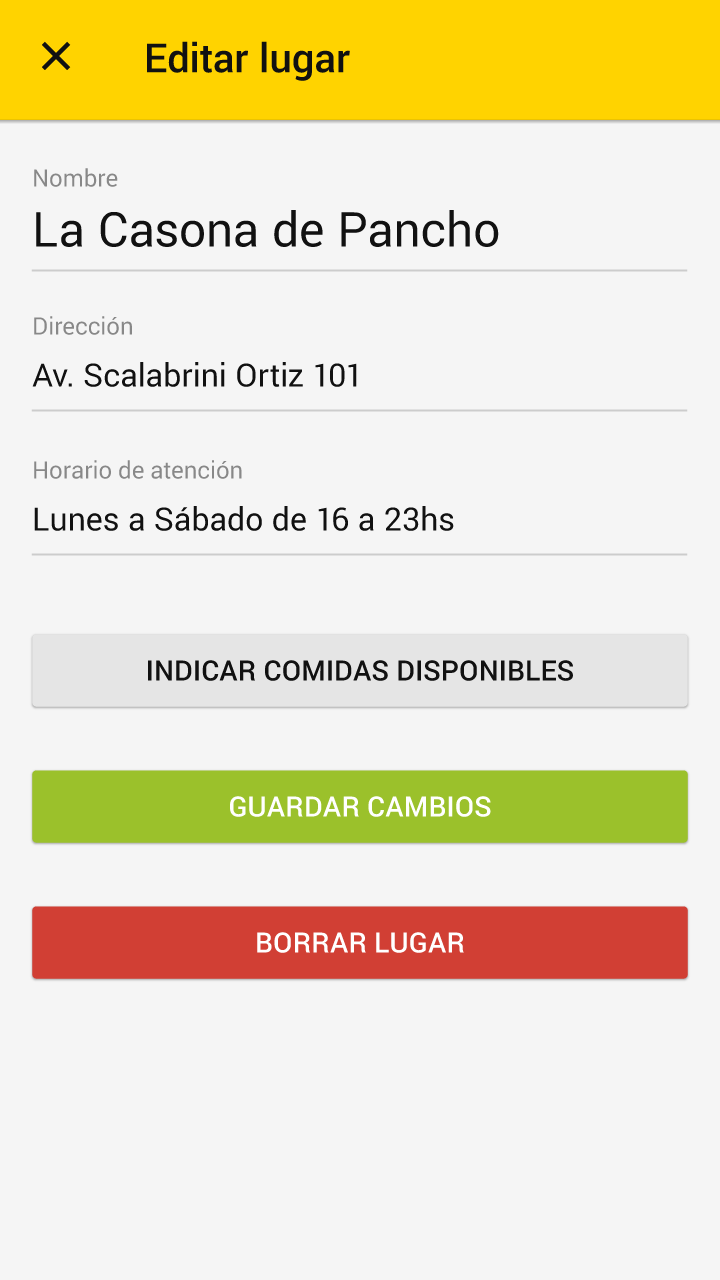 Editar lugar
Nombre
La Casona de Pancho
Dirección
Av. Scalabrini Ortiz 101
Horario de atención
Lunes a Sábado de 16 a 23hs
INDICAR COMIDAS DISPONIBLES
GUARDAR CAMBIOS
BORRAR LUGAR